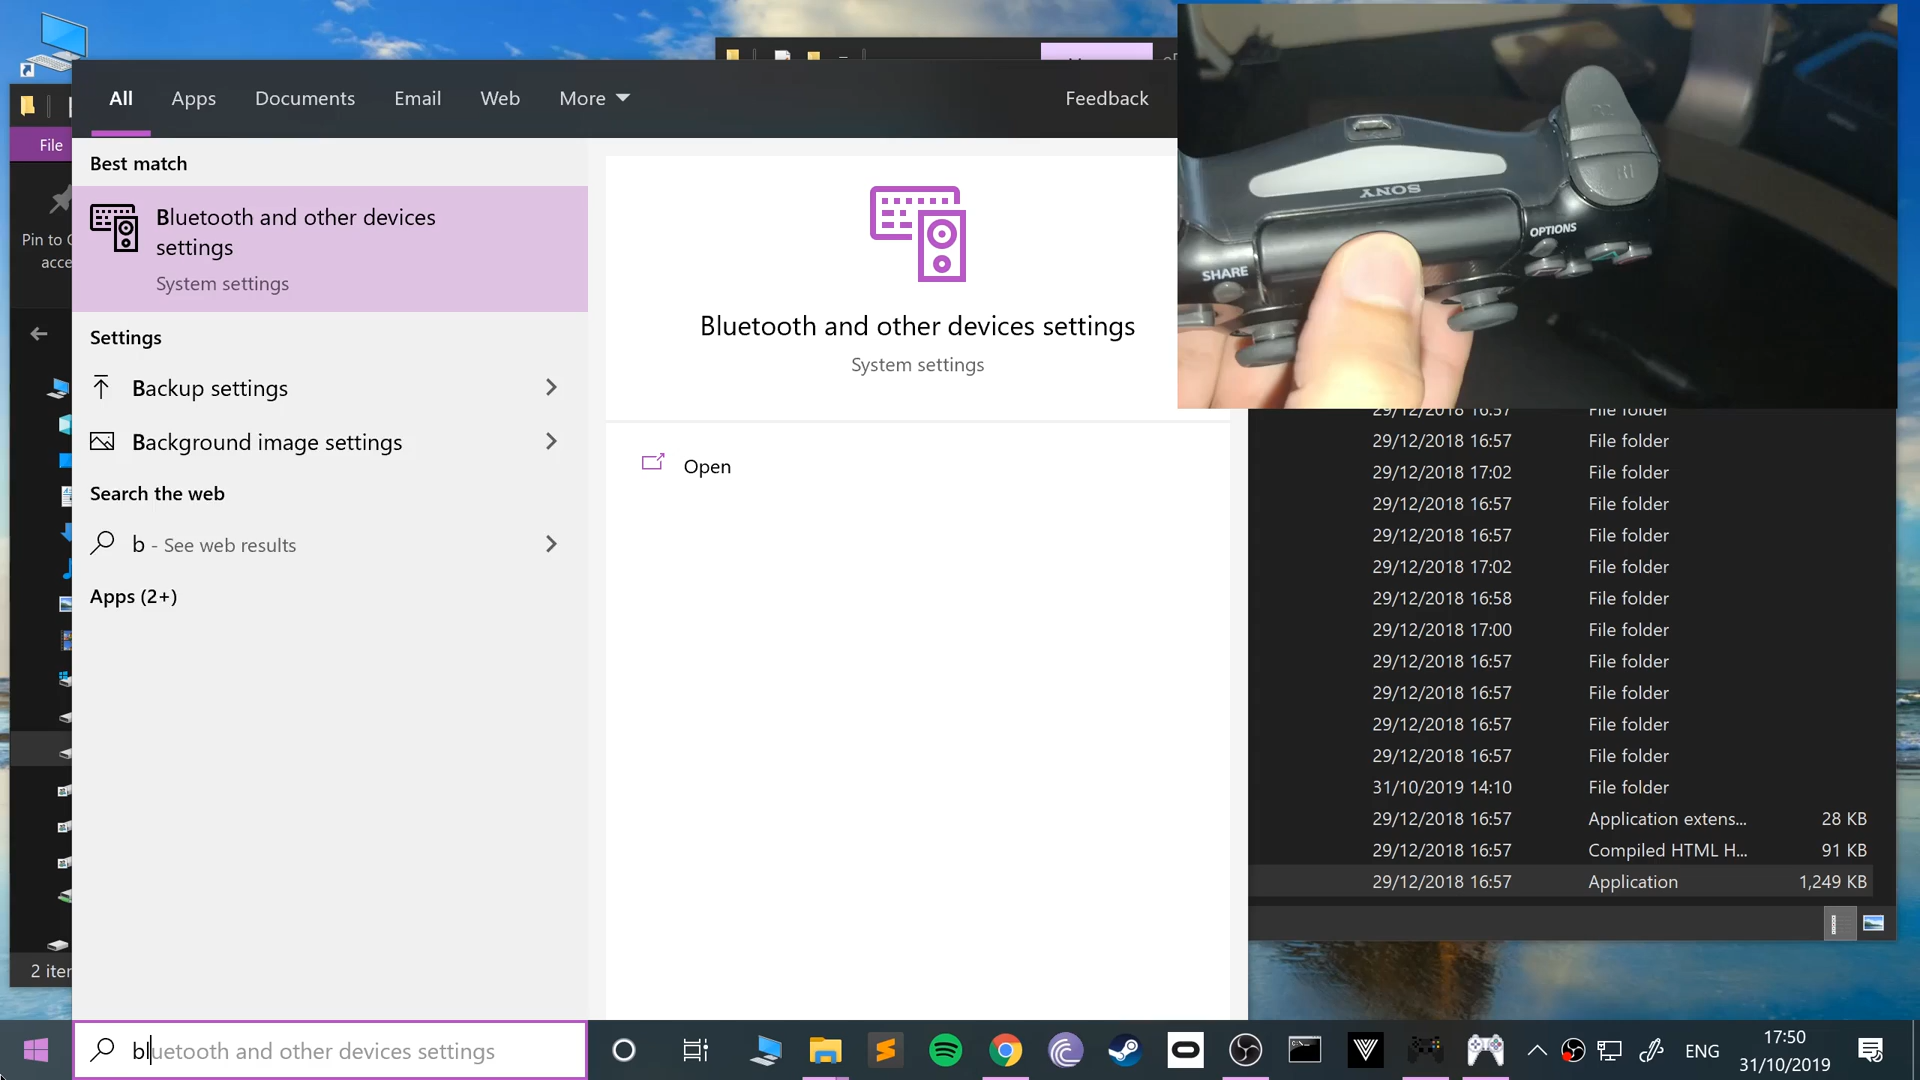 All
Apps
Documents
Email
Web
More
Feedback
File
Best match
Bluetooth and other devices
settings
System settings
Pin to
acce
Settings
Backup settings
Background image settings
Search the web
b - See web results
Apps (2+)
Bluetooth and other devices settings
System settings
Open
SONY
SHARE
OPTIONS
29/12/2018 16:57 File folder
29/12/2018 16:57 File folder
29/12/2018 17:02 File folder
29/12/2018 16:57 File folder
29/12/2018 16:57 File folder
29/12/2018 17:02 File folder
29/12/2018 16:58 File folder
29/12/2018 17:00 File folder
29/12/2018 16:57 File folder
29/12/2018 16:57 File folder
29/12/2018 16:57 File folder
29/12/2018 16:57 File folder
31/10/2019 14:10 File folder
29/12/2018 16:57 Application extens... 28 KB
29/12/2018 16:57 Compiled HTML H... 91 KB
29/12/2018 16:57 Application 1,249 KB
2 iter
bluetooth and other devices settings
ENG
17:50
31/10/2019